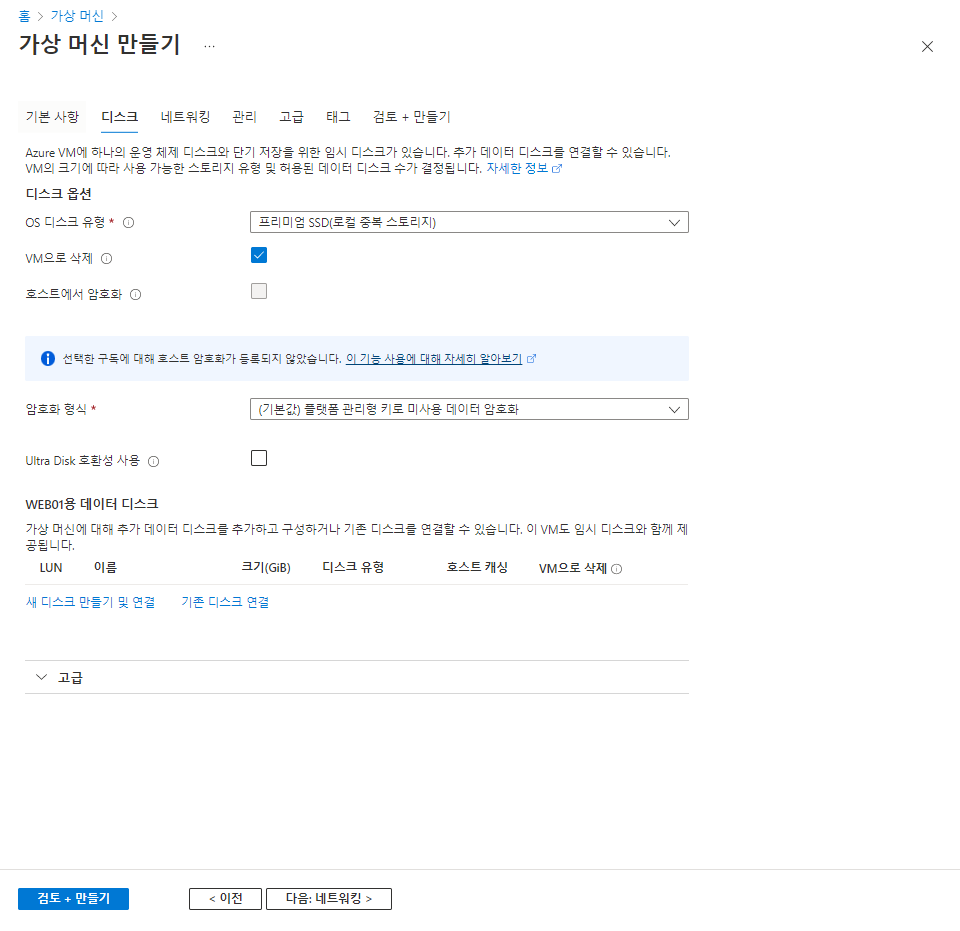 홈 > 가상 머신 >
가상 머신 만들기 ...
기본 사항 디스크 네트워킹 관리 고급 태그 검토 + 만들기
Azure VM에 하나의 운영 체제 디스크와 단기 저장을 위한 임시 디스크가 있습니다. 추가 데이터 디스크를 연결할 수 있습니다.
VM의 크기에 따라 사용 가능한 스토리지 유형 및 허용된 데이터 디스크 수가 결정됩니다. 자세한 정보
디스크 옵션
OS 디스크 유형 * 프리미엄 SSD(로컬 중복 스토리지)
VM으로 삭제
호스트에서 암호화
선택한 구독에 대해 호스트 암호화가 등록되지 않았습니다. 이 기능 사용에 대해 자세히 알아보기
암호화 형식 * (기본값) 플랫폼 관리형 키로 미사용 데이터 암호화
Ultra Disk 호환성 사용
WEB01용 데이터 디스크
가상 머신에 대해 추가 데이터 디스크를 추가하고 구성하거나 기존 디스크를 연결할 수 있습니다. 이 VM도 임시 디스크와 함께 제
공됩니다.
LUN 이름 크기(GiB) 디스크 유형 호스트 캐싱 VM으로 삭제
새 디스크 만들기 및 연결 기존 디스크 연결
고급
검토 + 만들기 < 이전 다음: 네트워킹 >